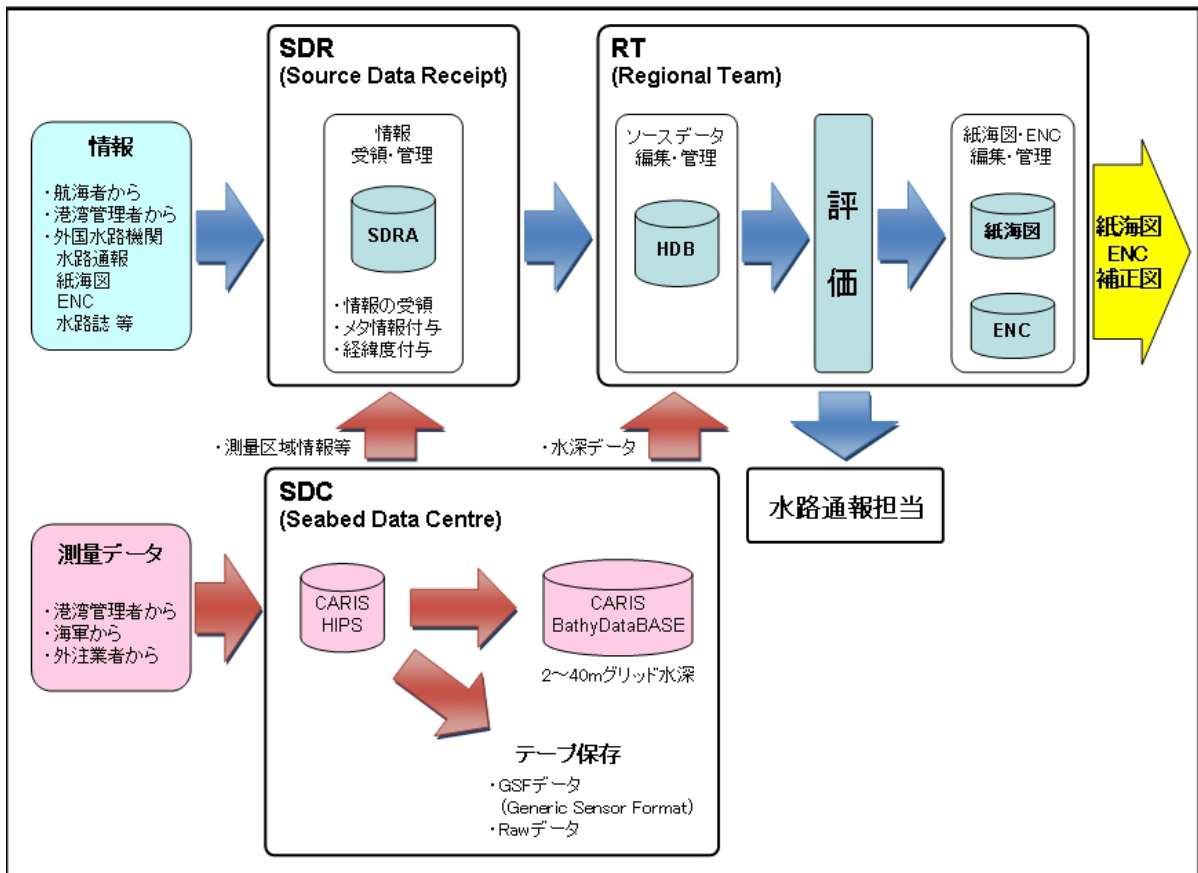 SDR
(Source Data Receipt)
RT
(Regional Team)
情報
・航海者から
・港湾管理者から
・外国水路機関
水路通報
紙海図
ENC
水路誌 等
情報
受領・管理
SDRA
・情報の受領
・メタ情報付与
・経緯度付与
ソースデータ
編集・管理
HDB
評
価
紙海図・ENC
編集・管理
紙海図
ENC
紙海図
ENC
補正図
・測量区域情報等
・水深データ
水路通報担当
SDC
(Seabed Data Centre)
測量データ
・港湾管理者から
・海軍から
・外注業者から
CARIS
HIPS
CARIS
BathyDataBASE
2～40mグリッド水深
テープ保存
・GSFデータ
(Generic Sensor Format)
・Rawデータ